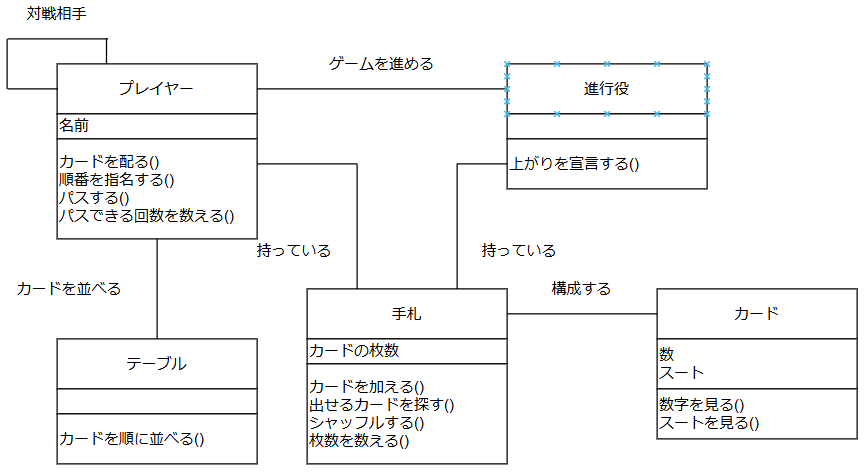 対戦相手
プレイヤー
名前
カードを配る()
順番を指名する()
パスする()
パスできる回数を数える()
ゲームを進める
進行役
上がりを宣言する()
持っている
持っている
カードを並べる
テーブル
カードを順に並べる()
手札
カードの枚数
カードを加える()
出せるカードを探す()
シャッフルする()
枚数を数える()
構成する
カード
数
スート
数字を見る()
スートを見る()